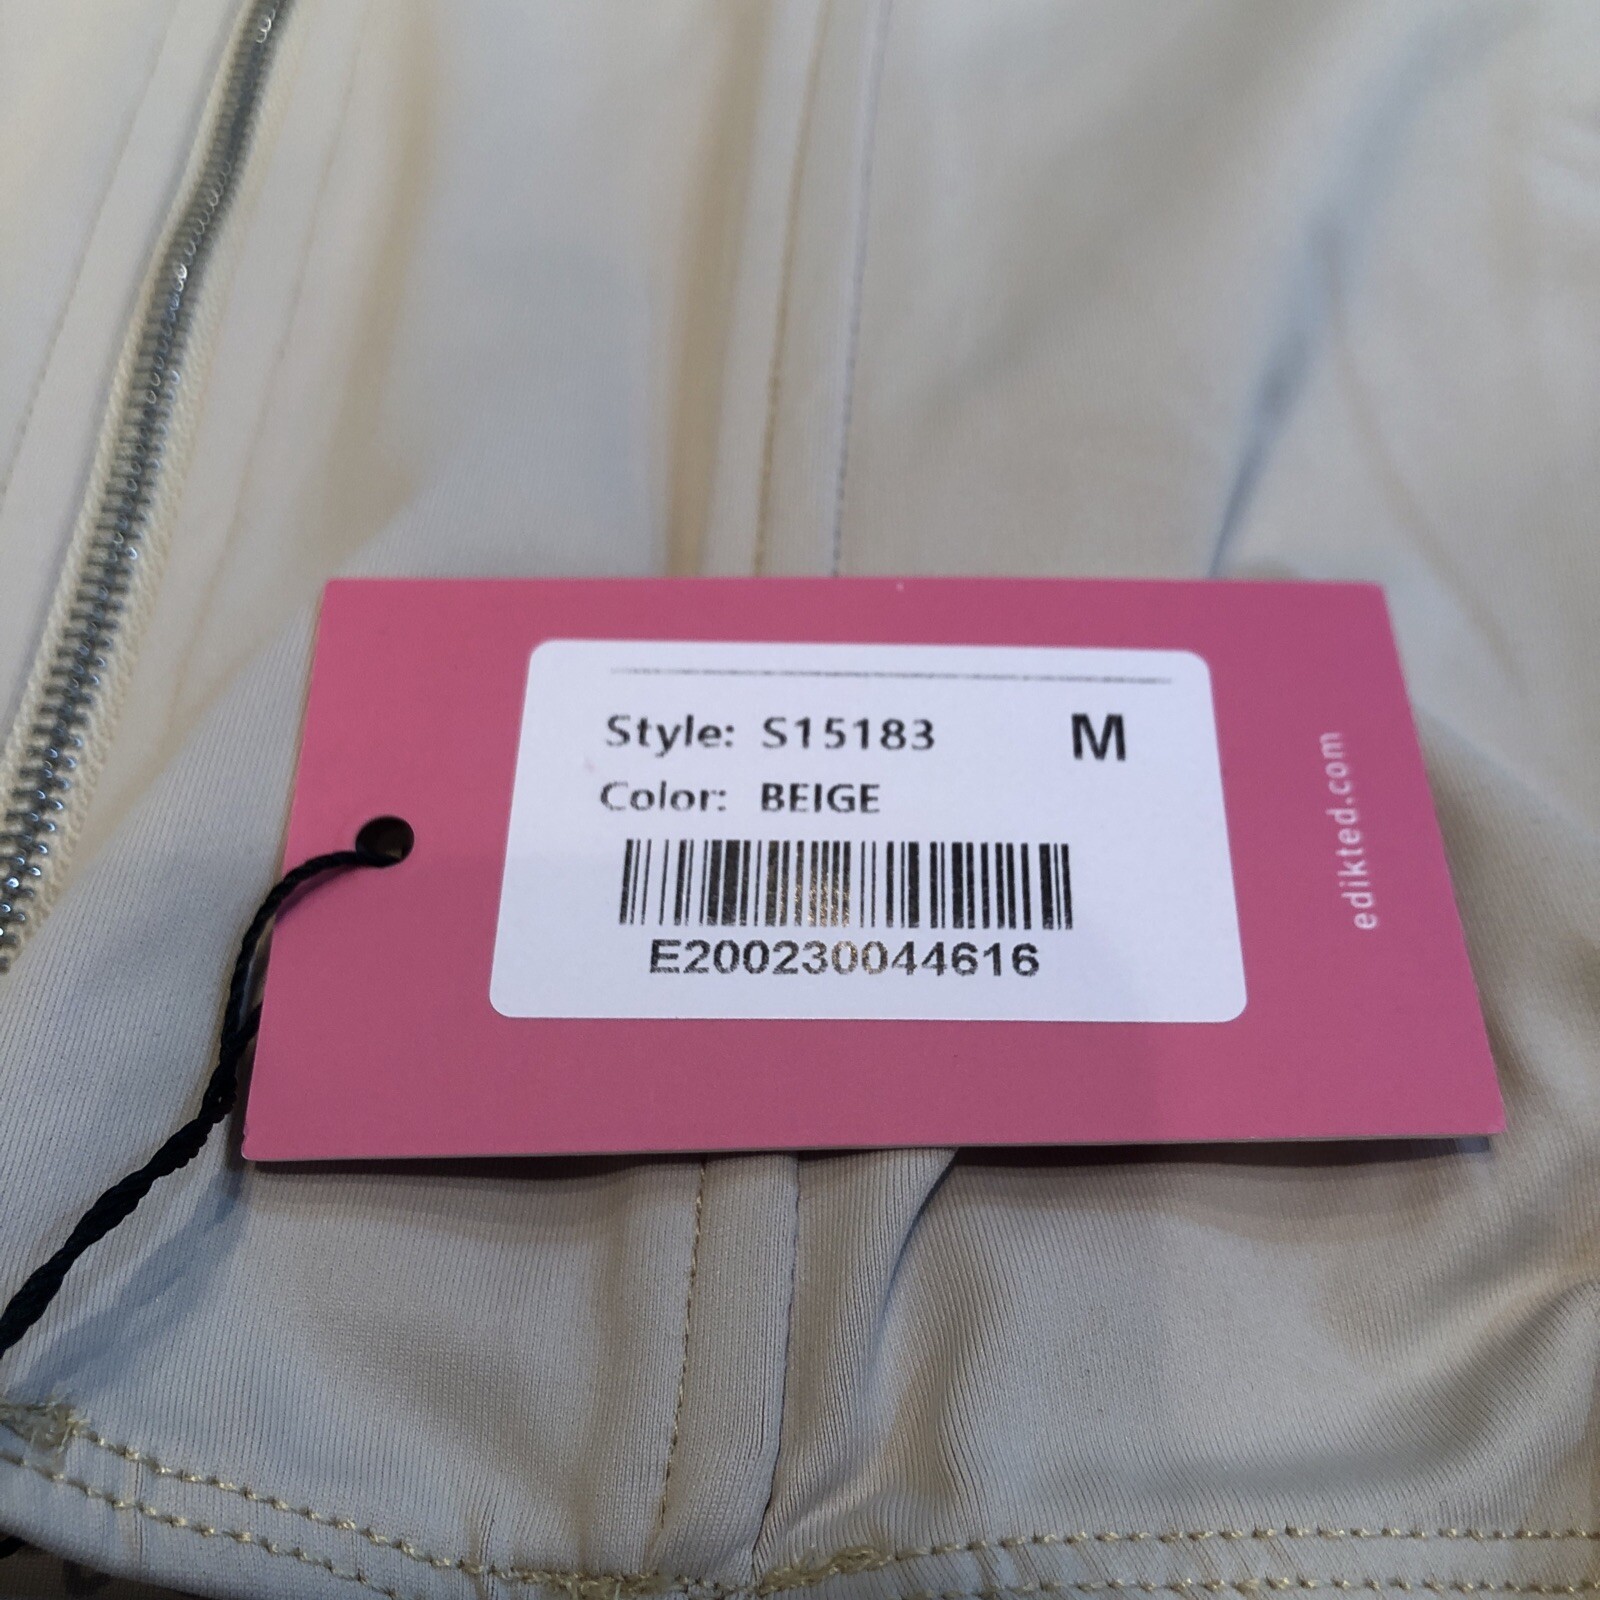 Style: S15183 M
Color: BEIGE
E200230044616
edikted.com